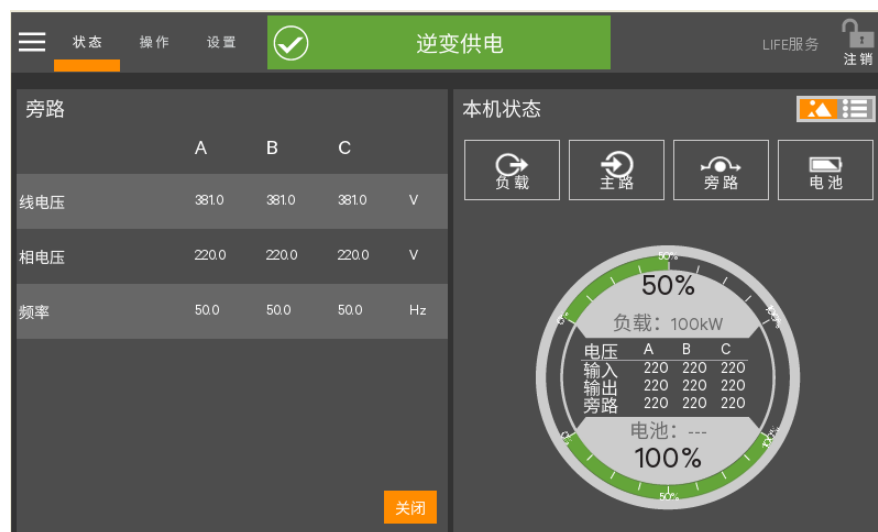 状态 操作 设置 逆变供电 LIFE服务 注销
旁路
A B C
线电压 381.0 381.0 381.0 V
相电压 220.0 220.0 220.0 V
频率 50.0 50.0 50.0 Hz
关闭
本机状态
负载 主路 旁路 电池
50%
0% 100%
50%
负载：100kW
电压 A B C
输入 220 220 220
输出 220 220 220
旁路 220 220 220
电池：---
100%
0% 100%
50%